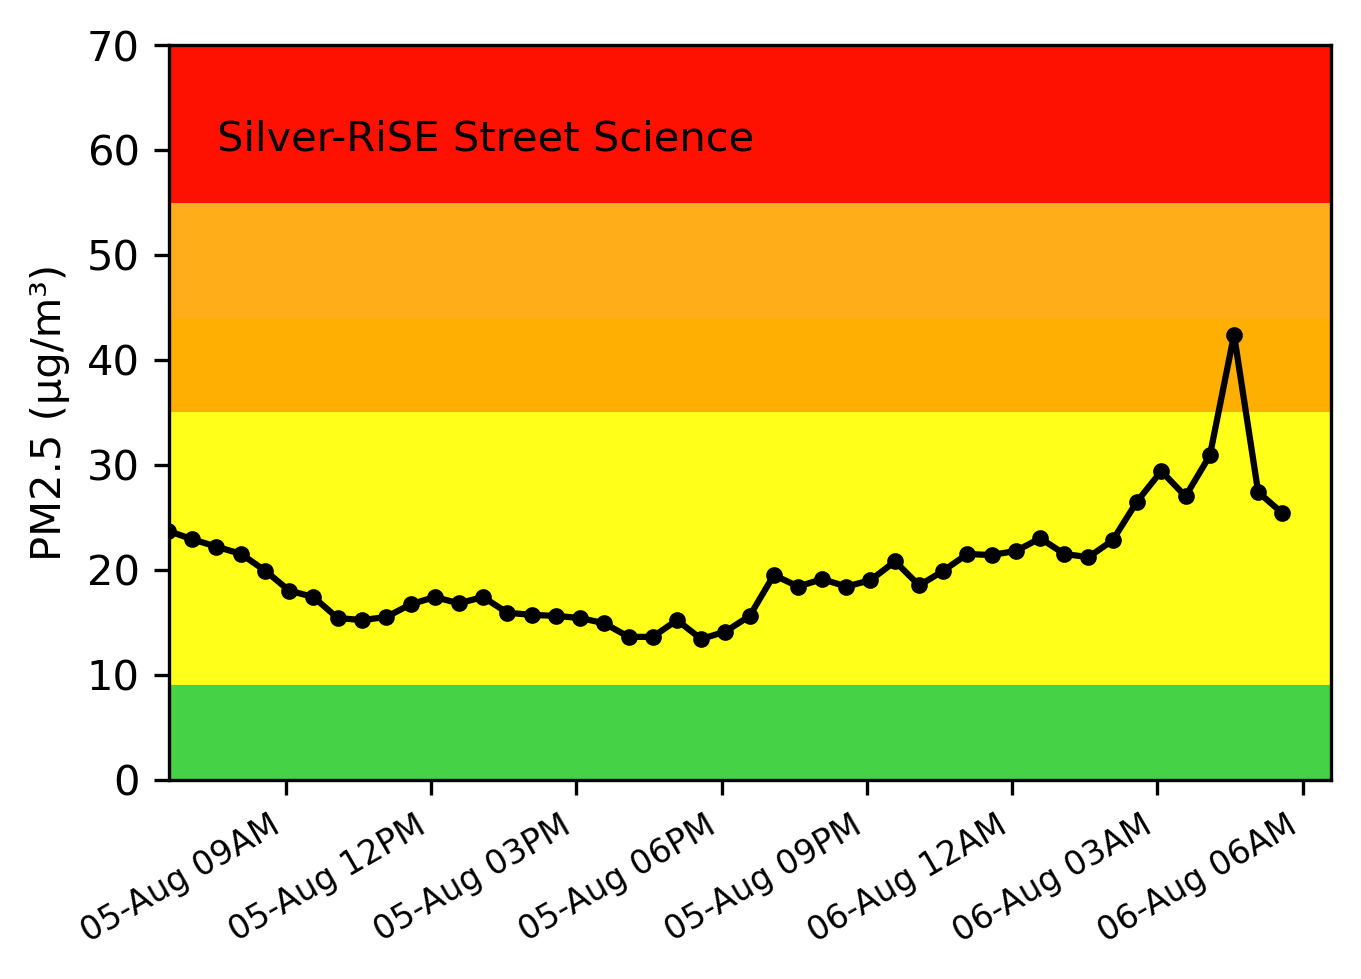 70
Silver-RiSE Street Science
60
50
40
30
20
10
0
PM2.5 (µg/m³)
05-Aug 09AM
05-Aug 12PM
05-Aug 03PM
05-Aug 06PM
05-Aug 09PM
06-Aug 12AM
06-Aug 03AM
06-Aug 06AM